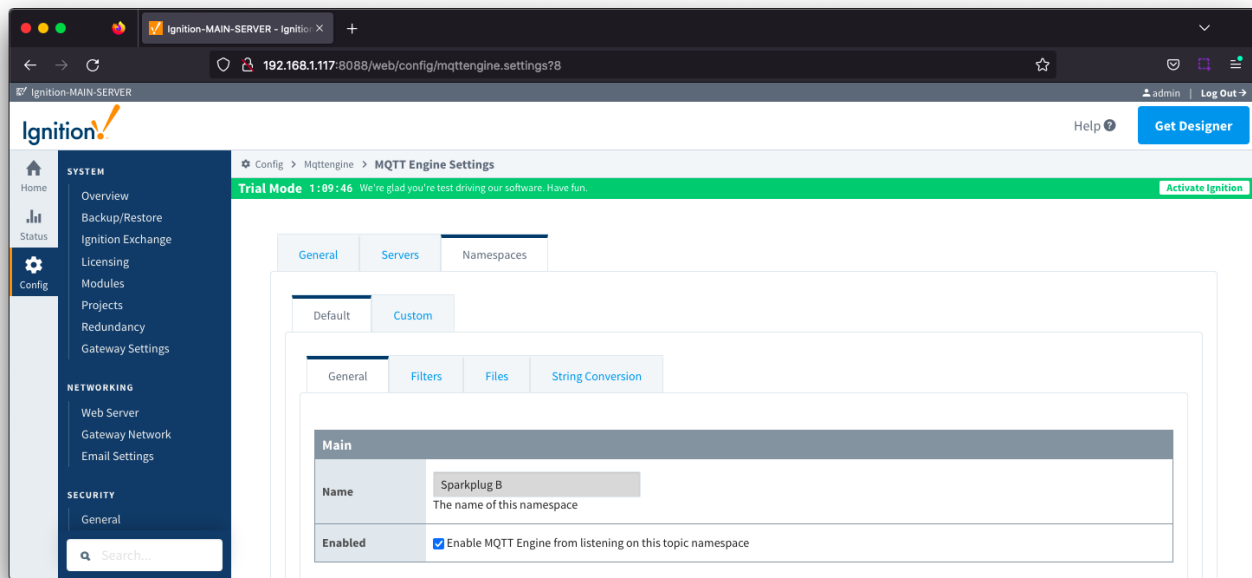 Ignition-MAIN-SERVER - Ignition
192.168.1.117:8088/web/config/mqttengine.settings?8
Ignition-MAIN-SERVER
admin | Log Out
Ignition!
Help
Get Designer
Config > Mqttengine > MQTT Engine Settings
Trial Mode 1:09:46 We're glad you're test driving our software. Have fun.
Activate Ignition
Home
Status
Config
SYSTEM
Overview
Backup/Restore
Ignition Exchange
Licensing
Modules
Projects
Redundancy
Gateway Settings
NETWORKING
Web Server
Gateway Network
Email Settings
SECURITY
General
Search...
General Servers Namespaces
Default Custom
General Filters Files String Conversion
Main
Name
Sparkplug B
The name of this namespace
Enabled
Enable MQTT Engine from listening on this topic namespace